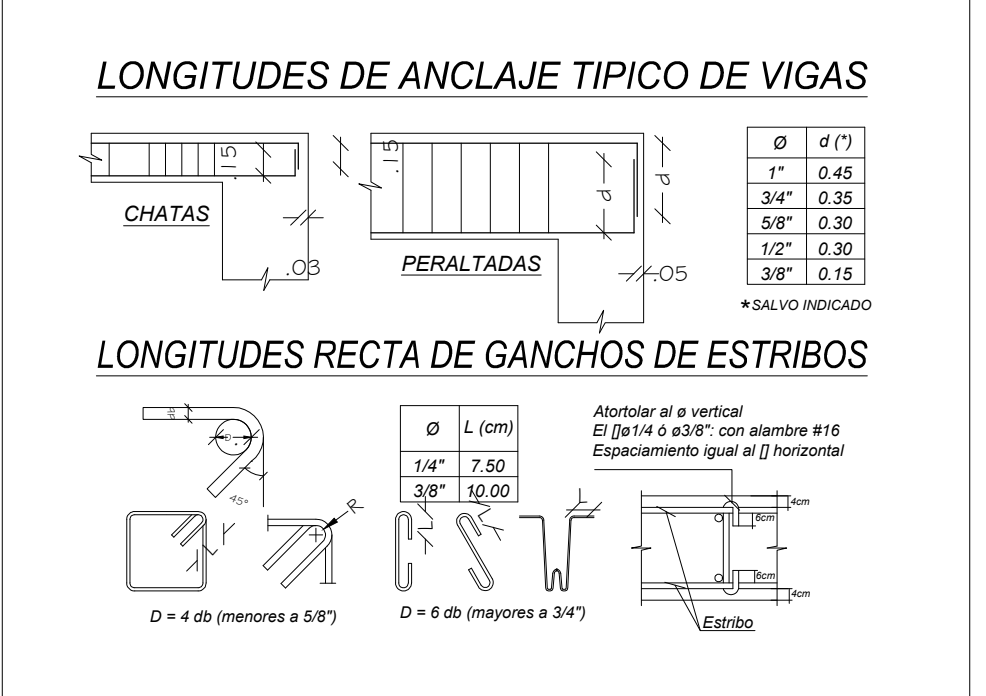 LONGITUDES DE ANCLAJE TIPICO DE VIGAS
.15
CHATAS
.03
.15
d
d
PERALTADAS
.05
Ø d (*)
1" 0.45
3/4" 0.35
5/8" 0.30
1/2" 0.30
3/8" 0.15
*SALVO INDICADO
LONGITUDES RECTA DE GANCHOS DE ESTRIBOS
db
D
45°
L
R
D = 4 db (menores a 5/8")
Ø L (cm)
1/4" 7.50
3/8" 10.00
L
L
L
D = 6 db (mayores a 3/4")
Atortolar al ø vertical
El []ø1/4 ó ø3/8": con alambre #16
Espaciamiento igual al [] horizontal
4cm
6cm
6cm
4cm
Estribo